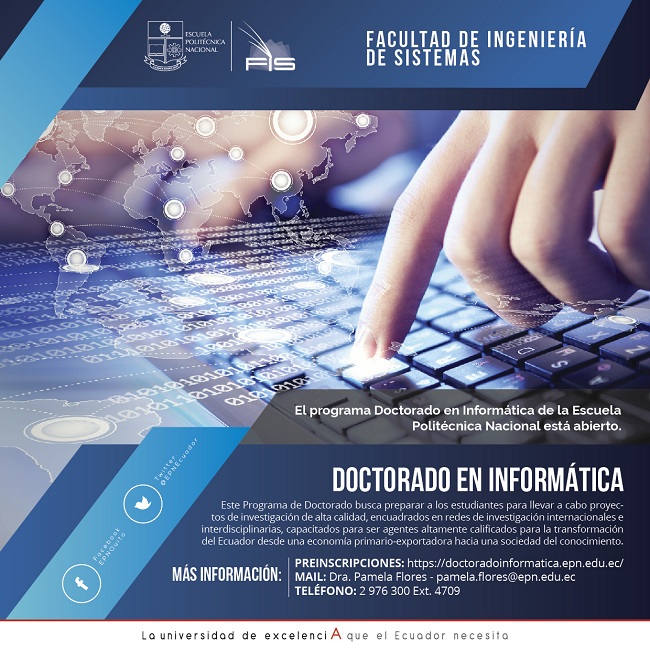 ESCUELA
POLITÉCNICA
NACIONAL
FIS
FACULTAD DE INGENIERÍA
DE SISTEMAS
El programa Doctorado en Informática de la Escuela
Politécnica Nacional está abierto.
Twitter
@EPNEcuador
Facebook
EPNQuito
DOCTORADO EN INFORMÁTICA
Este Programa de Doctorado busca preparar a los estudiantes para llevar a cabo proyec-
tos de investigación de alta calidad, encuadrados en redes de investigación internacionales e
interdisciplinarias, capacitados para ser agentes altamente calificados para la transformación
del Ecuador desde una economía primario-exportadora hacia una sociedad del conocimiento.
MÁS INFORMACIÓN:
PREINSCRIPCIONES: https://doctoradoinformatica.epn.edu.ec/
MAIL: Dra. Pamela Flores - pamela.flores@epn.edu.ec
TELÉFONO: 2 976 300 Ext. 4709
La universidad de excelenciA que el Ecuador necesita